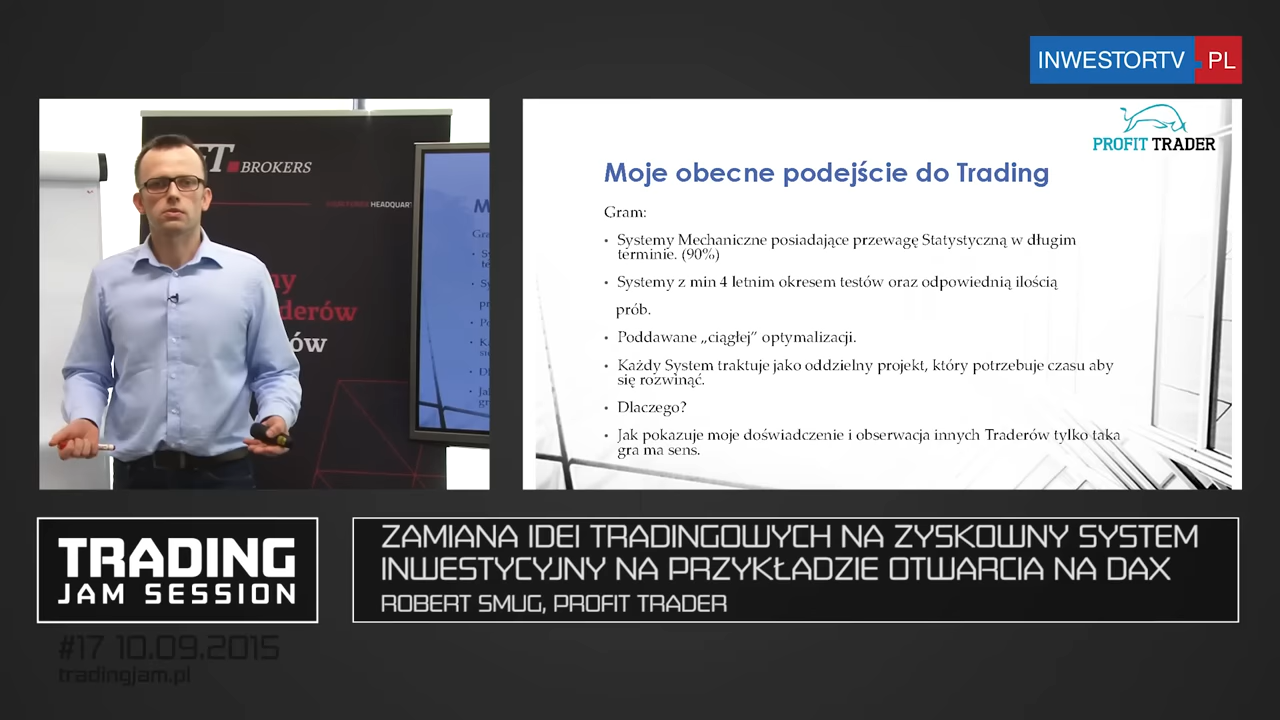 INWESTORTV.PL
BROKERS
HEADQUART
PROFIT TRADER
Moje obecne podejście do Trading
Gram:
• Systemy Mechaniczne posiadające przewagę Statystyczną w długim
terminie. (90%)
• Systemy z min 4 letnim okresem testów oraz odpowiednią ilością
prób.
• Poddawane „ciągłej” optymalizacji.
• Każdy System traktuje jako oddzielny projekt, który potrzebuje czasu aby
się rozwinąć.
• Dlaczego?
• Jak pokazuje moje doświadczenie i obserwacja innych Traderów tylko taka
gra ma sens.
TRADING
JAM SESSION
ZAMIANA IDEI TRADINGOWYCH NA ZYSKOWNY SYSTEM
INWESTYCYJNY NA PRZYKŁADZIE OTWARCIA NA DAX
ROBERT SMUG, PROFIT TRADER
#17 10.09.2015
tradingjam.pl